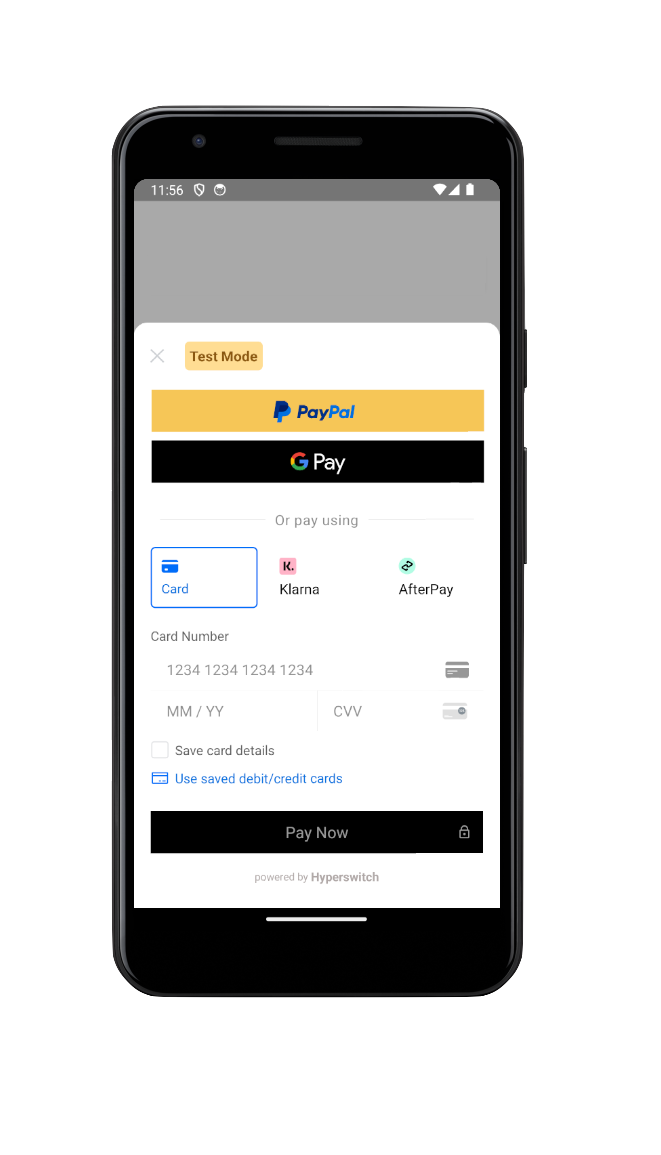 11:56
Test Mode
PayPal
G Pay
Or pay using
K.
Card
Klarna
AfterPay
Card Number
1234 1234 1234 1234
MM / YY
CVV
Save card details
Use saved debit/credit cards
Pay Now
powered by Hyperswitch